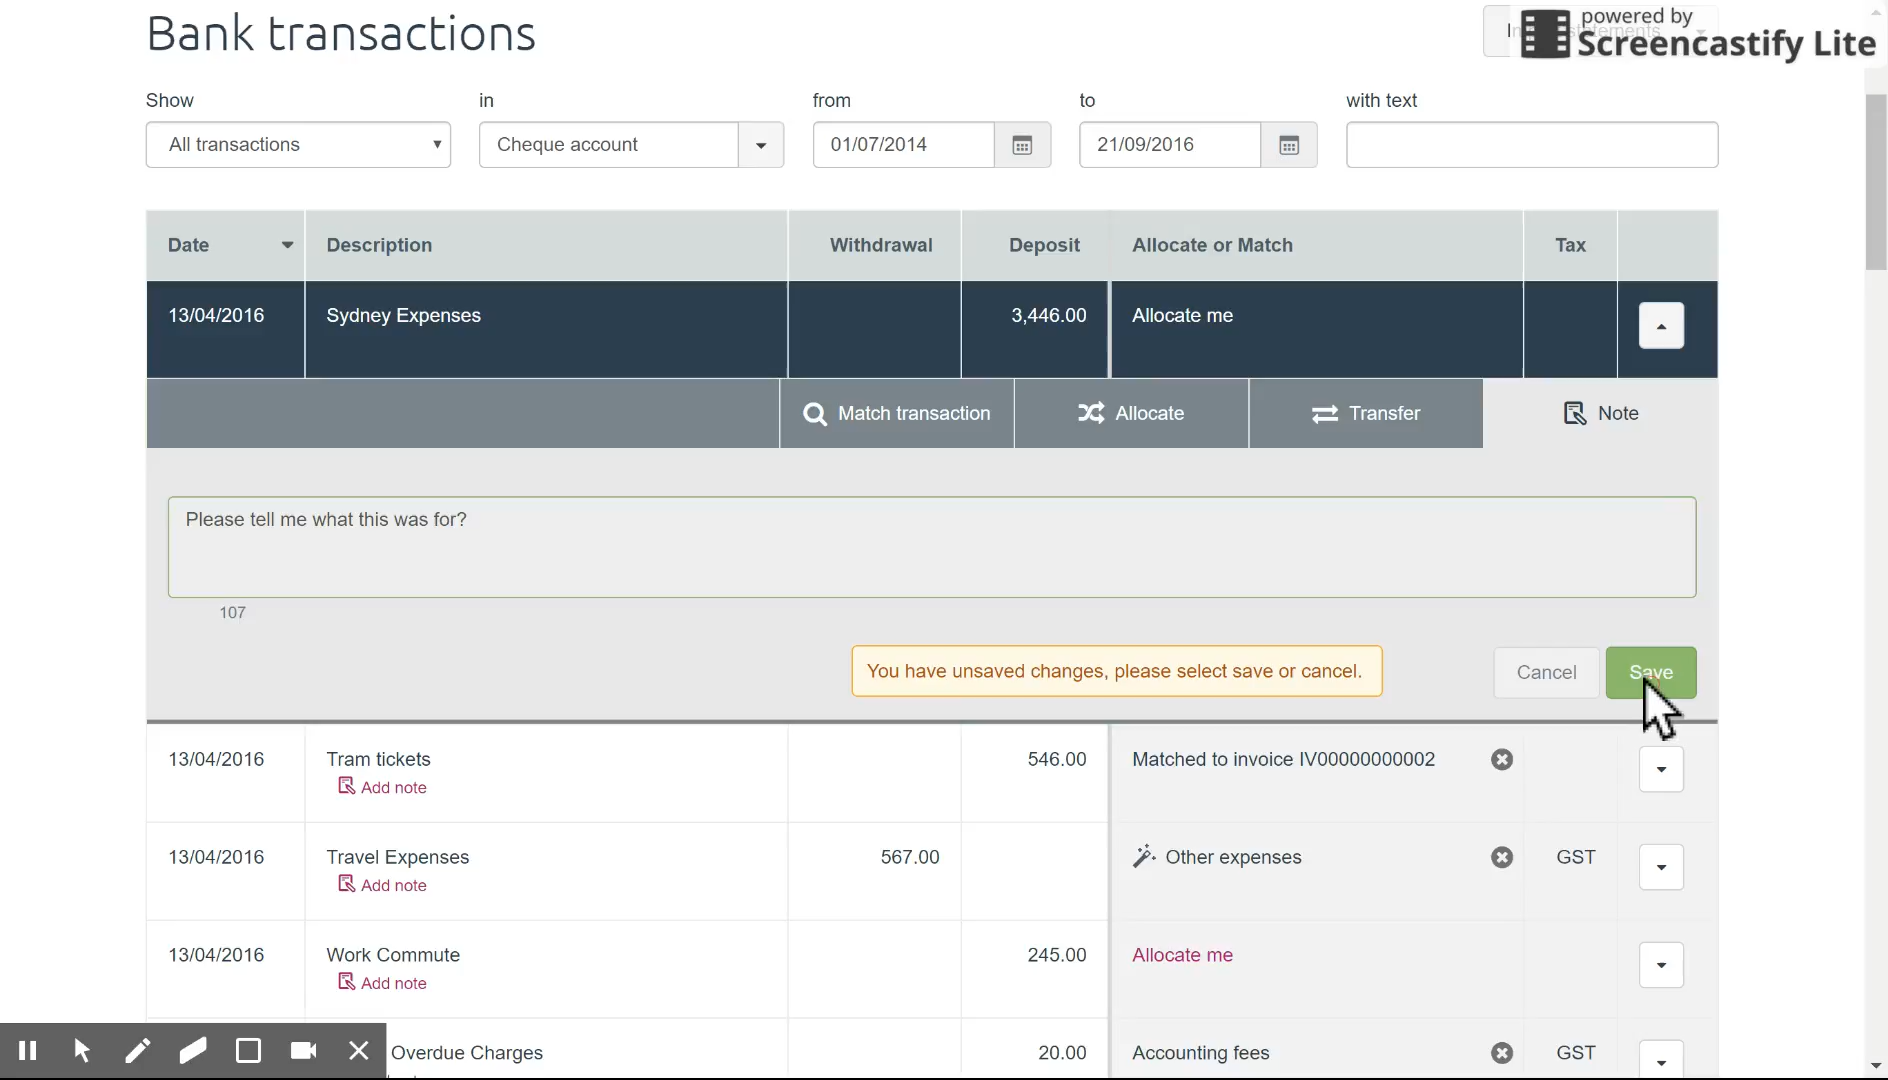 Bank transactions
powered by
Screencastify Lite
Show
in
from
to
with text
All transactions
Cheque account
01/07/2014
21/09/2016
Date Description Withdrawal Deposit Allocate or Match Tax
13/04/2016 Sydney Expenses 3,446.00 Allocate me
Match transaction Allocate Transfer Note
Please tell me what this was for?
107
You have unsaved changes, please select save or cancel. Cancel Save
13/04/2016 Tram tickets 546.00 Matched to invoice IV00000000002
Add note
13/04/2016 Travel Expenses 567.00 Other expenses GST
Add note
13/04/2016 Work Commute 245.00 Allocate me
Add note
Overdue Charges 20.00 Accounting fees GST